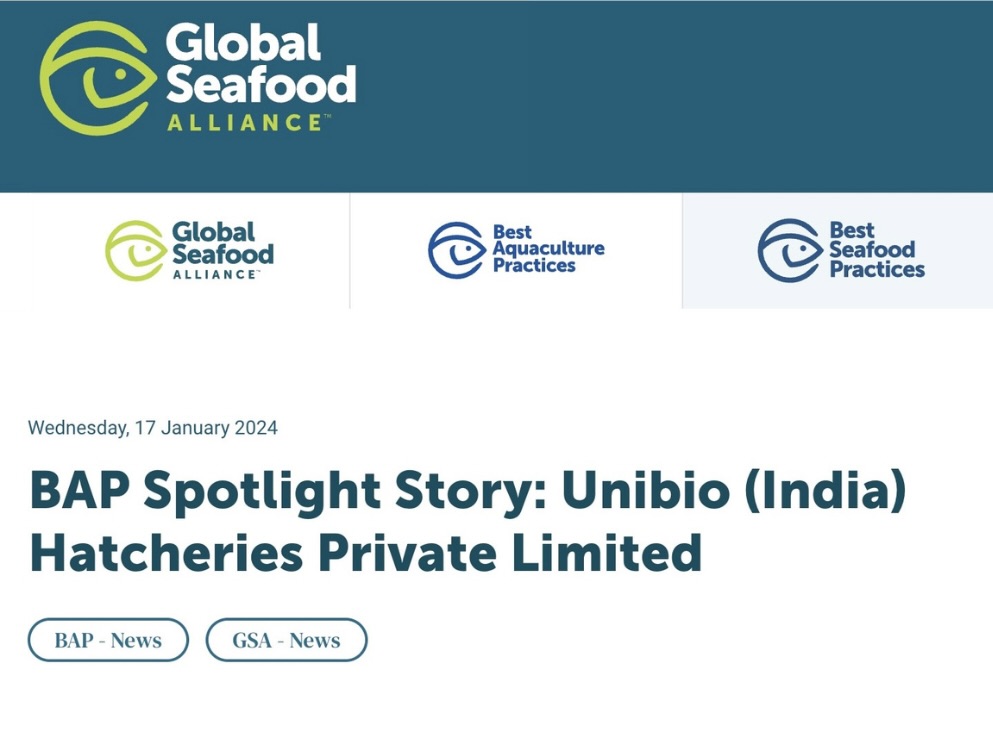 Global
Seafood
ALLIANCE™
Global
Seafood
ALLIANCE™
Best
Aquaculture
Practices
Best
Seafood
Practices
Wednesday, 17 January 2024
BAP Spotlight Story: Unibio (India)
Hatcheries Private Limited
BAP - News
GSA - News